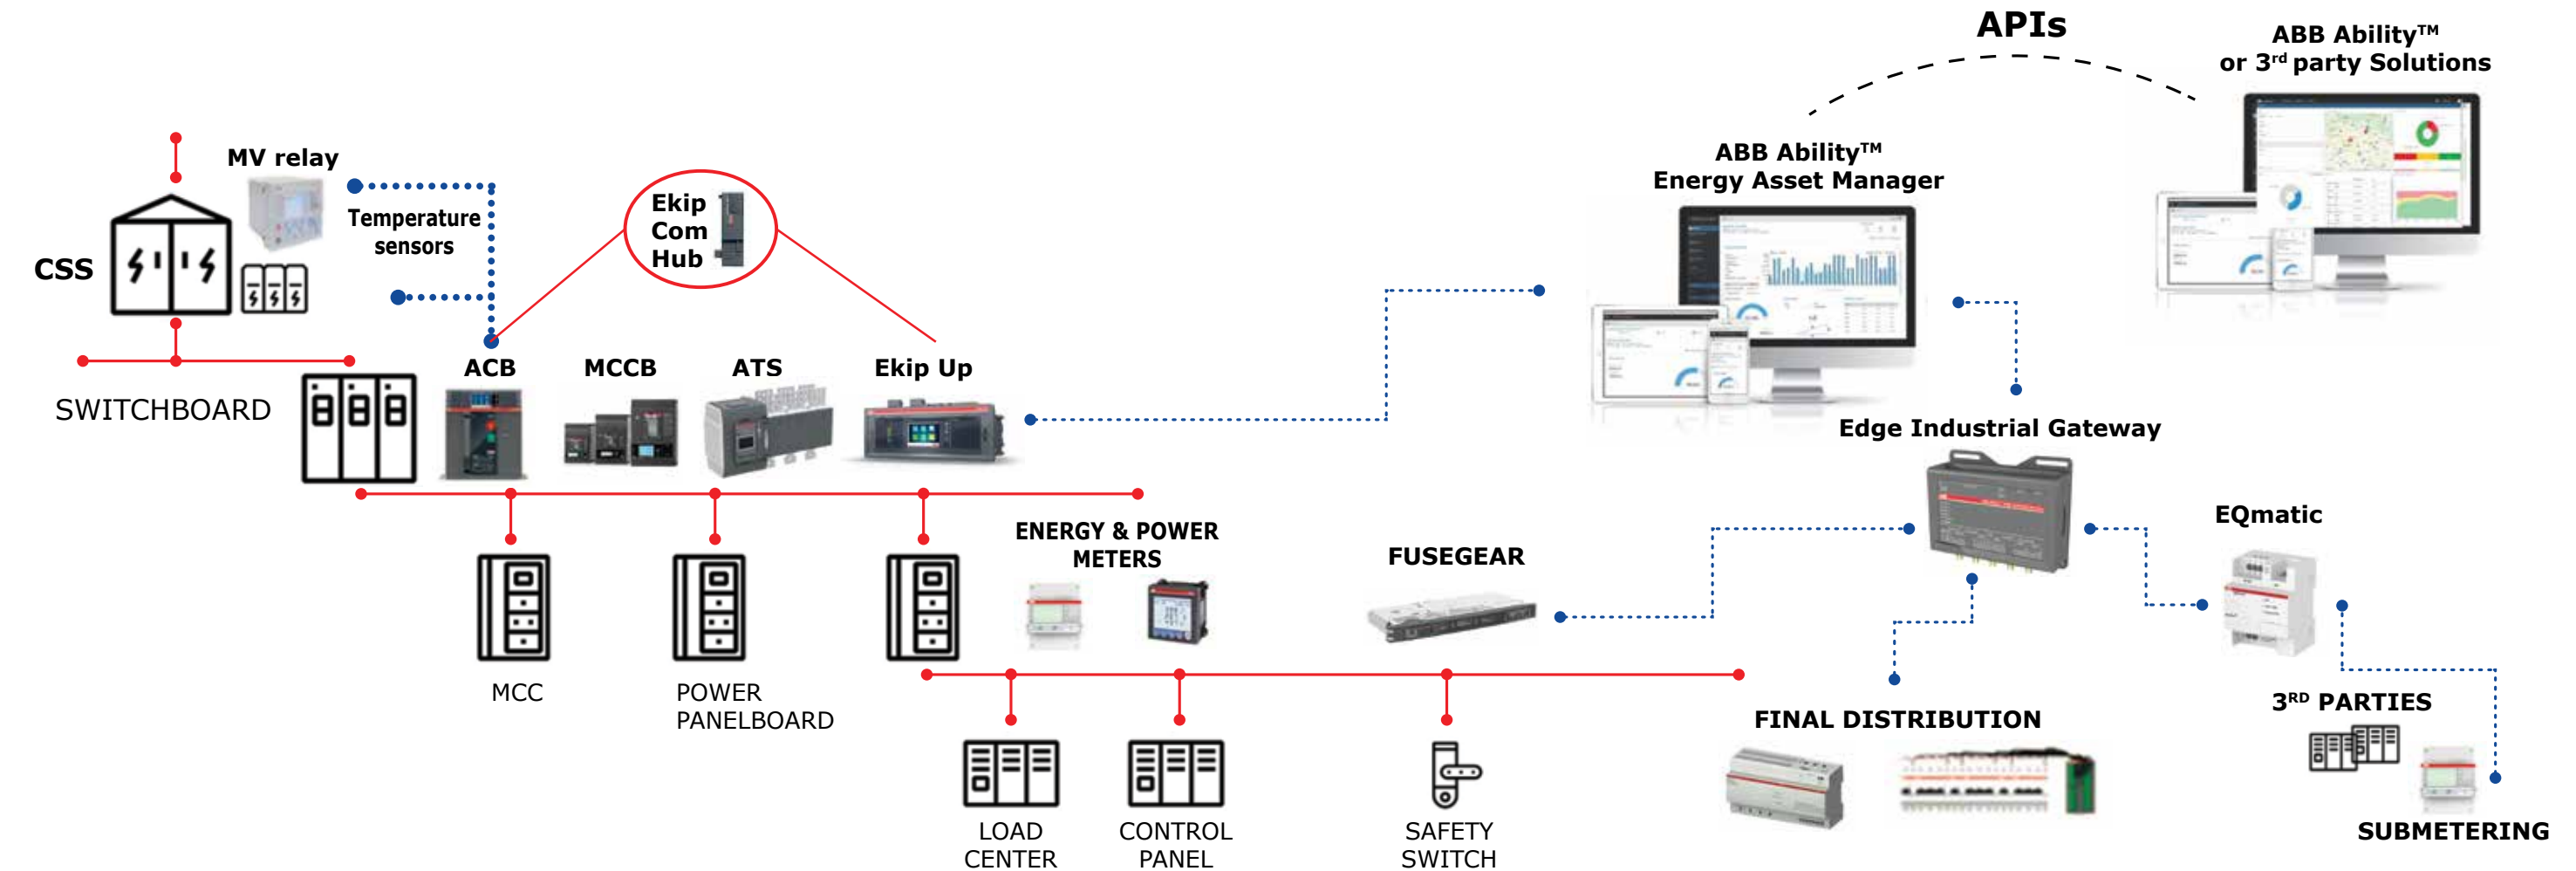 APIs
ABB Ability™
or 3rd party Solutions
ABB Ability™
Energy Asset Manager
MV relay
Temperature
sensors
Ekip
Com
Hub
CSS
SWITCHBOARD
ACB
MCCB
ATS
Ekip Up
Edge Industrial Gateway
EQmatic
ENERGY & POWER
METERS
FUSEGEAR
MCC
POWER
PANELBOARD
3RD PARTIES
FINAL DISTRIBUTION
LOAD
CENTER
CONTROL
PANEL
SAFETY
SWITCH
SUBMETERING